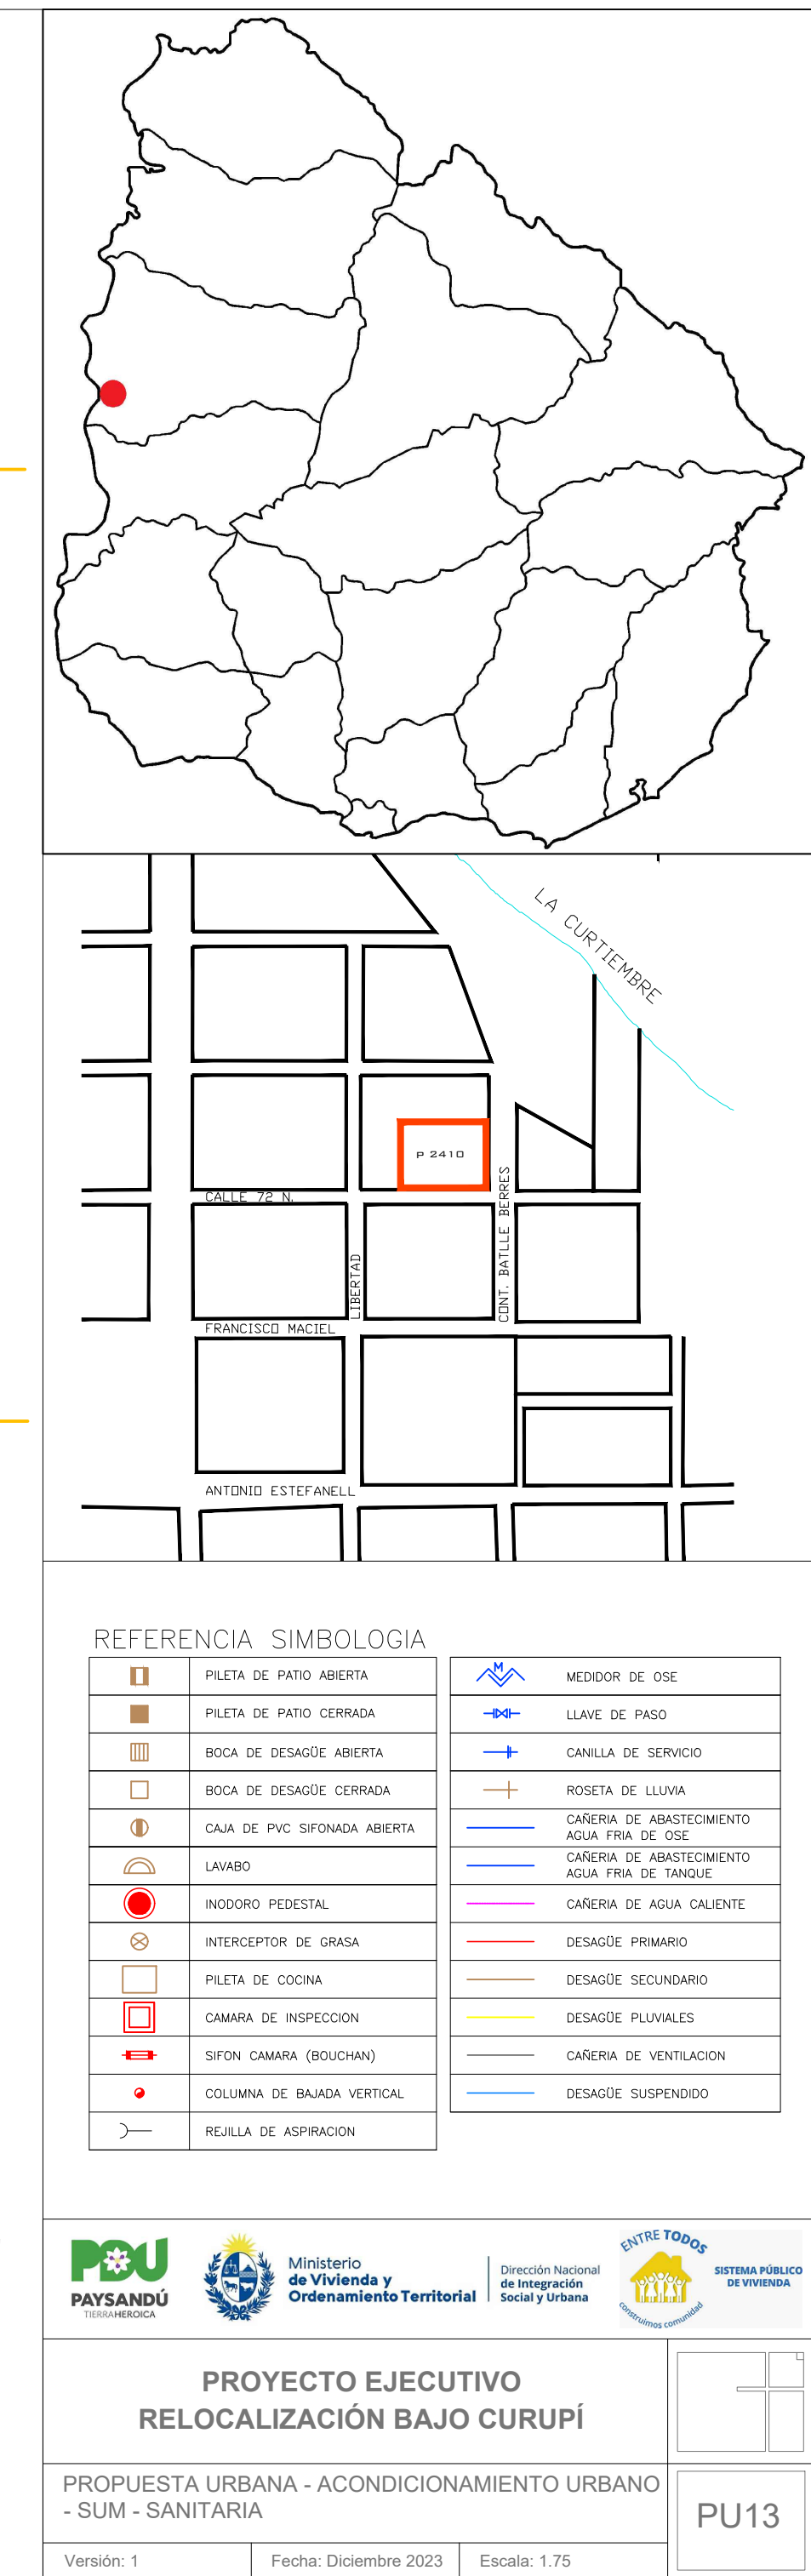 LA CURTIEMBRE
P 2410
CALLE 72 N.
CONT. BATLLE BERRES
LIBERTAD
FRANCISCO MACIEL
ANTONIO ESTEFANELL
REFERENCIA SIMBOLOGIA
PILETA DE PATIO ABIERTA
PILETA DE PATIO CERRADA
BOCA DE DESAGÜE ABIERTA
BOCA DE DESAGÜE CERRADA
CAJA DE PVC SIFONADA ABIERTA
LAVABO
INODORO PEDESTAL
INTERCEPTOR DE GRASA
PILETA DE COCINA
CAMARA DE INSPECCION
SIFON CAMARA (BOUCHAN)
COLUMNA DE BAJADA VERTICAL
REJILLA DE ASPIRACION
M
MEDIDOR DE OSE
LLAVE DE PASO
CANILLA DE SERVICIO
ROSETA DE LLUVIA
CAÑERIA DE ABASTECIMIENTO
AGUA FRIA DE OSE
CAÑERIA DE ABASTECIMIENTO
AGUA FRIA DE TANQUE
CAÑERIA DE AGUA CALIENTE
DESAGÜE PRIMARIO
DESAGÜE SECUNDARIO
DESAGÜE PLUVIALES
CAÑERIA DE VENTILACION
DESAGÜE SUSPENDIDO
PDU
PAYSANDÚ
TIERRAHEROICA
Ministerio
de Vivienda y
Ordenamiento Territorial
Dirección Nacional
de Integración
Social y Urbana
ENTRE TODOS
construimos comunidad
SISTEMA PÚBLICO
DE VIVIENDA
PROYECTO EJECUTIVO
RELOCALIZACIÓN BAJO CURUPÍ
PROPUESTA URBANA - ACONDICIONAMIENTO URBANO
- SUM - SANITARIA
PU13
Versión: 1
Fecha: Diciembre 2023
Escala: 1.75